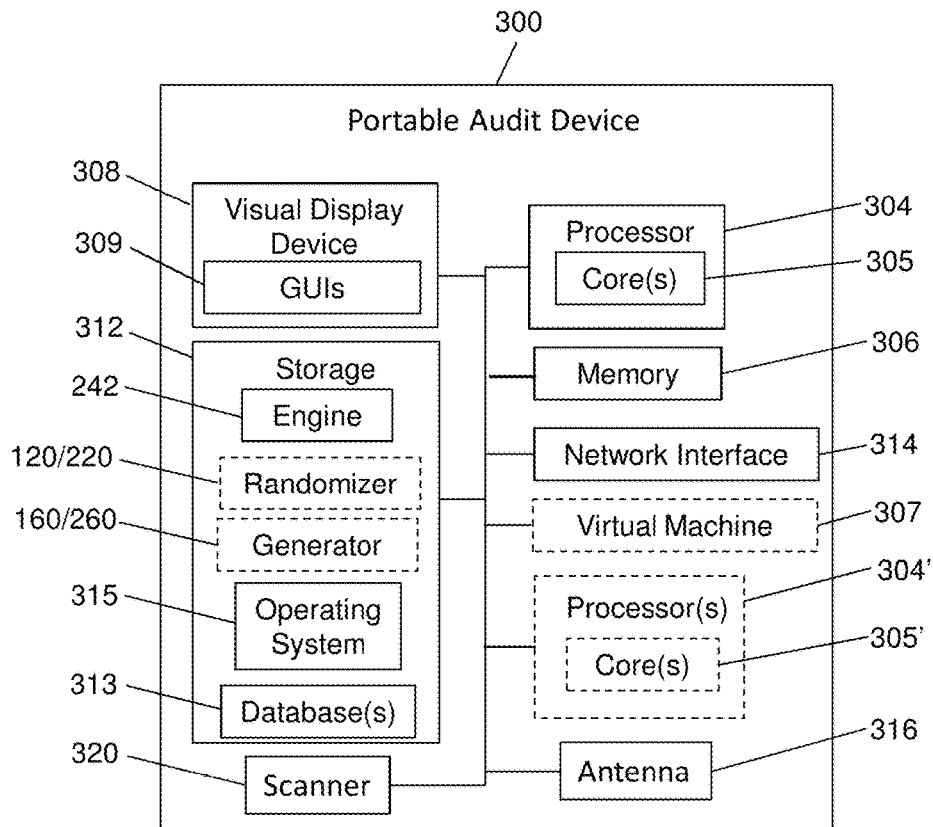 300
Portable Audit Device
308
Visual Display
Device
309
GUIs
304
Processor
305
Core(s)
312
Storage
306
Memory
242
Engine
120/220
Randomizer
Network Interface
314
160/260
Generator
Virtual Machine
307
315
Operating
System
304'
Processor(s)
305'
Core(s)
313
Database(s)
320
Scanner
316
Antenna